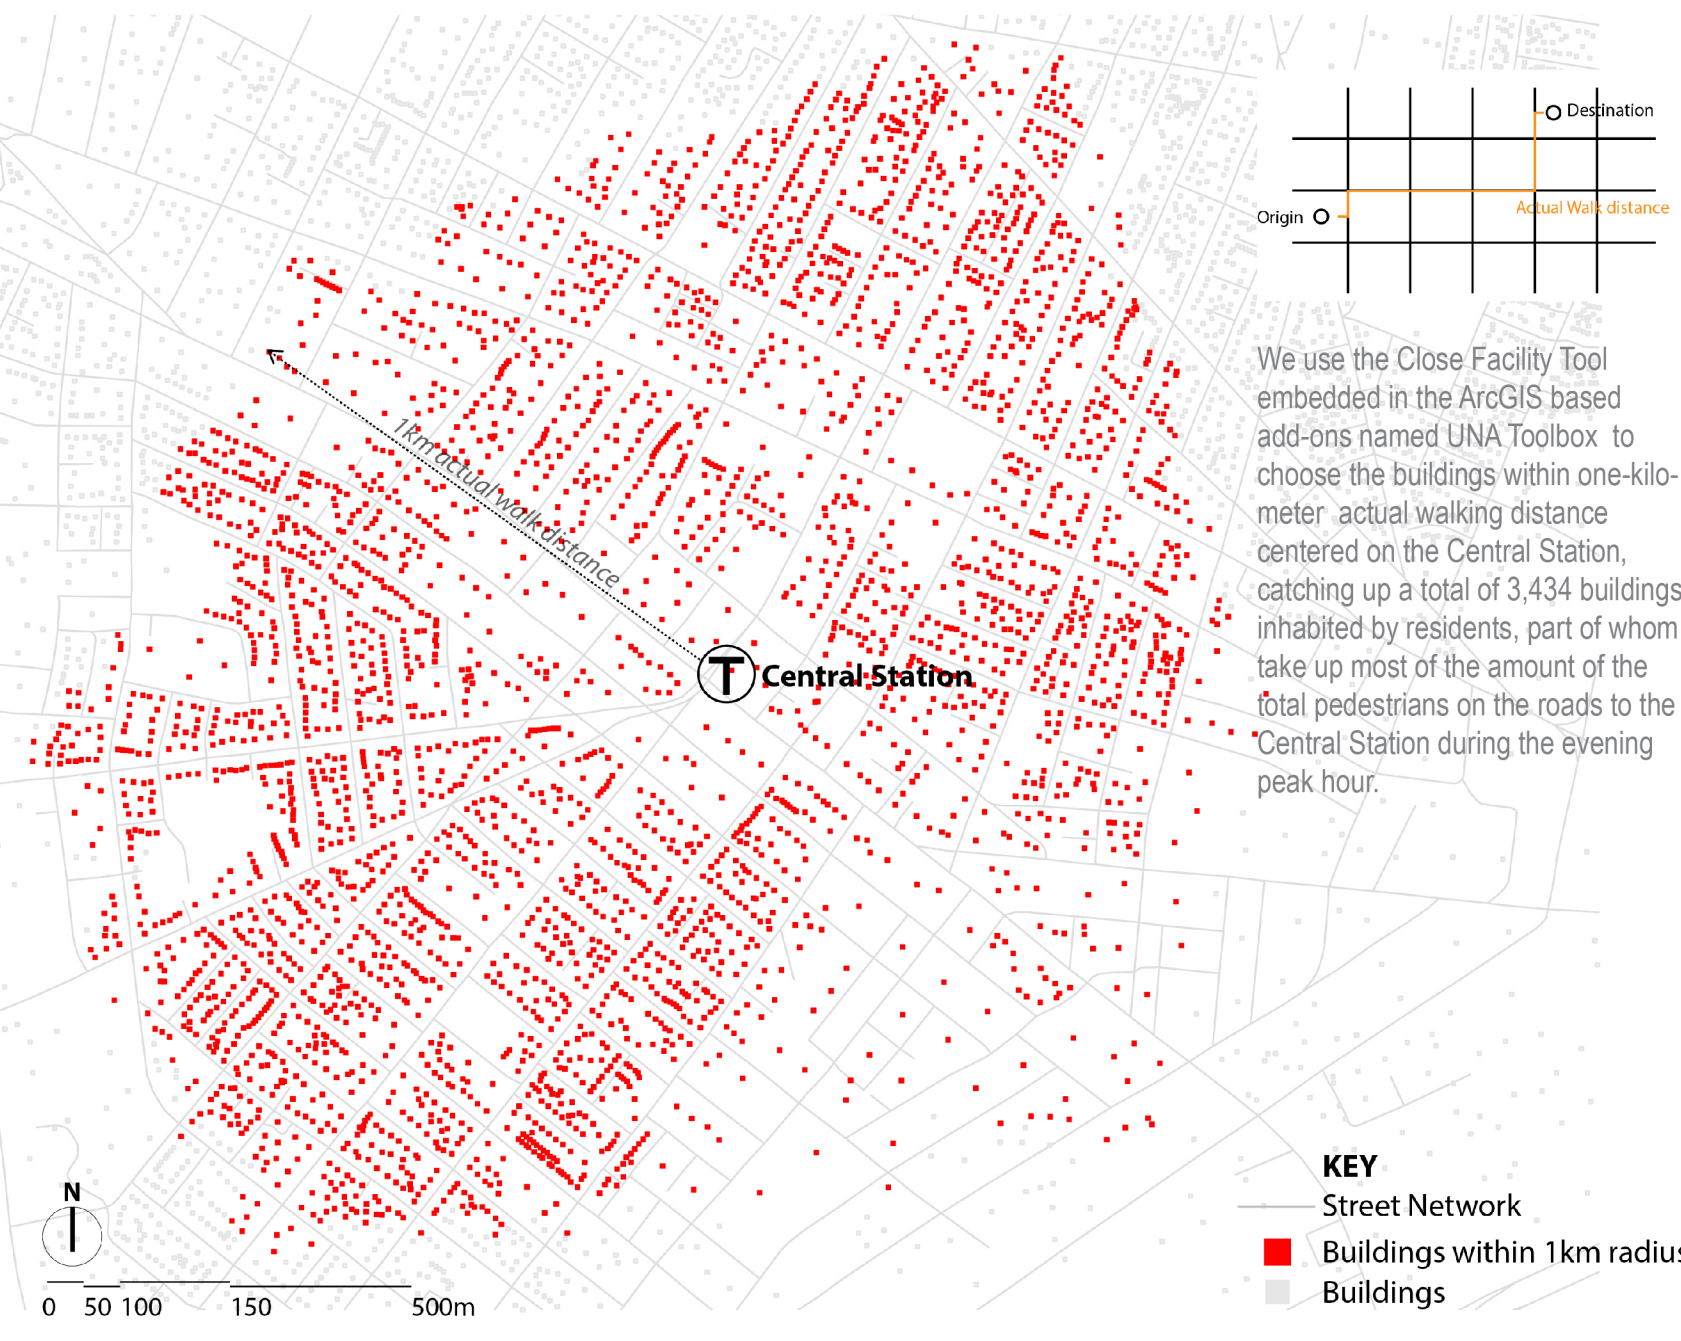 Destination
Actual Walk distance
Origin
We use the Close Facility Tool
embedded in the ArcGIS based
add-ons named UNA Toolbox to
choose the buildings within one-kilo-
meter actual walking distance
centered on the Central Station,
catching up a total of 3,434 buildings
inhabited by residents, part of whom
take up most of the amount of the
total pedestrians on the roads to the
Central Station during the evening
peak hour.
1km actual walk distance
T Central Station
KEY
Street Network
Buildings within 1km radius
Buildings
N
0 50 100 150 500m